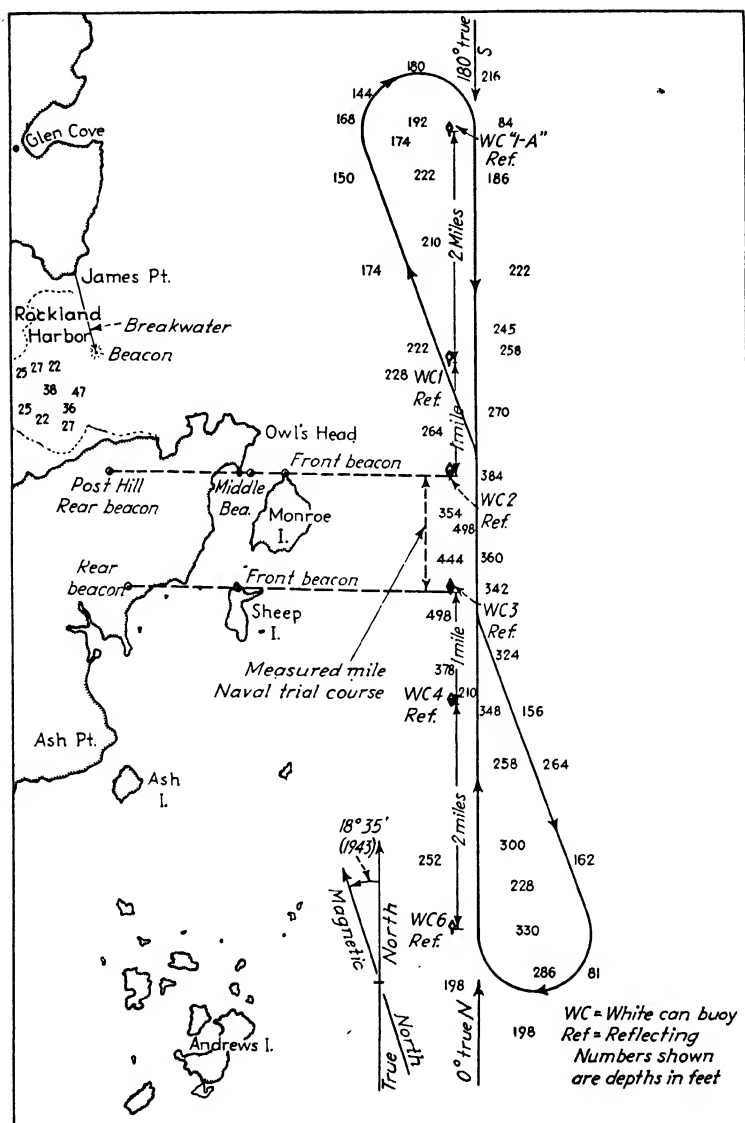 180° true
S
180
216
144
168
192
84
Glen Cove
WC "1-A"
Ref.
174
150
222
186
2 Miles
210
174
222
James Pt.
Rockland
Harbor
Breakwater
245
222
258
Beacon
25 27 22
228
WC1
Ref.
38
47
25
36
22
27
270
1 mile
264
Owl's Head
Front beacon
384
Post Hill
Rear beacon
Middle
Bea.
WC2
Ref.
Monroe
I.
354
498
444
360
Rear
beacon
Front beacon
342
498
WC3
Ref.
Sheep
I.
1 mile
324
Measured mile
Naval trial course
378
WC4
Ref.
210
348
156
Ash Pt.
258
264
Ash
I.
2 miles
18° 35'
(1943)
300
252
162
228
Magnetic
North
WC6
Ref.
330
198
286
81
True
North
0° true N
WC = White can buoy
Ref = Reflecting
Numbers shown
are depths in feet
198
Andrews I.